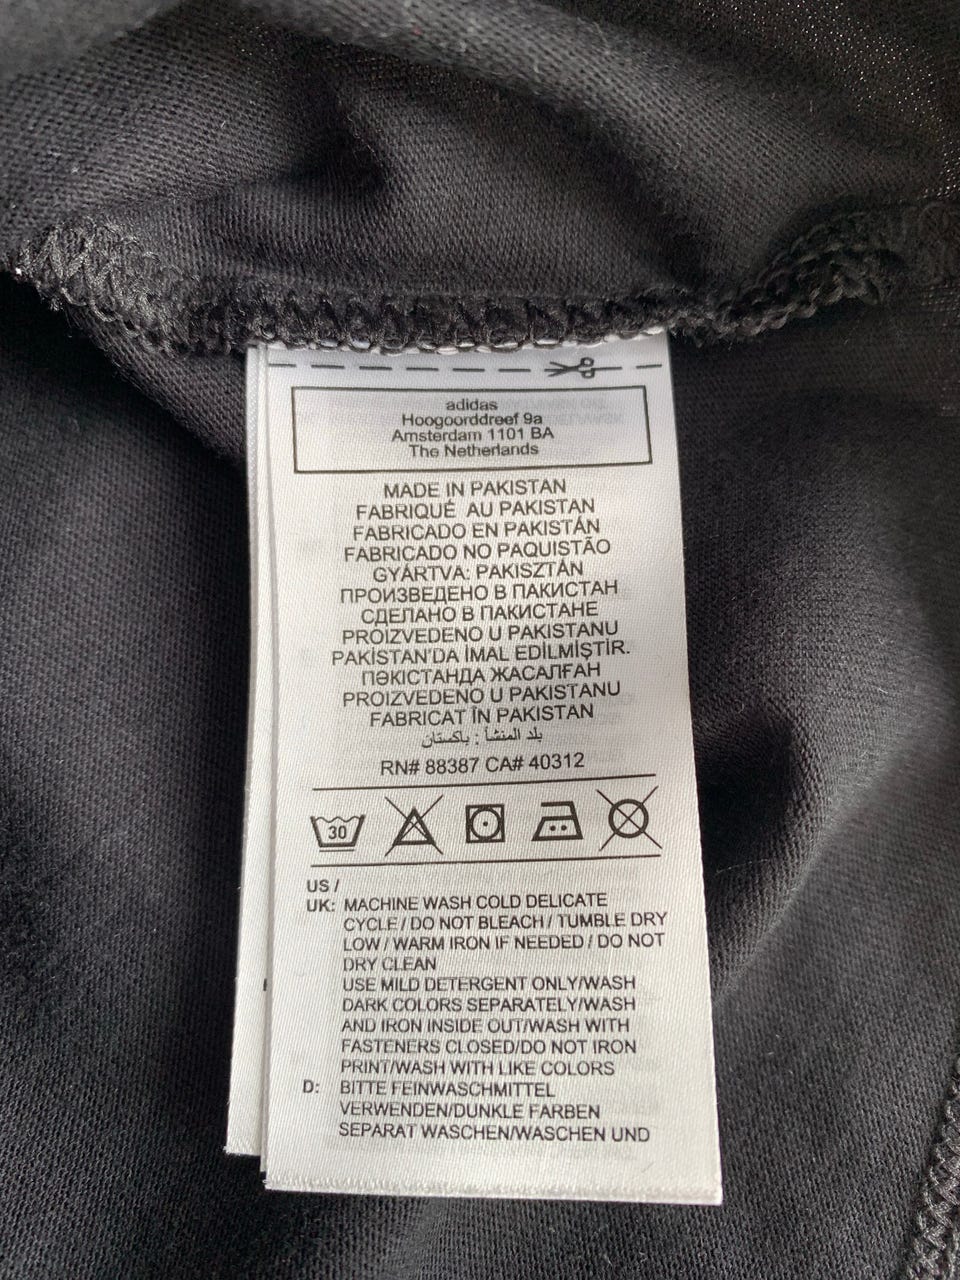 adidas
Hoogoorddreef 9a
Amsterdam 1101 BA
The Netherlands
MADE IN PAKISTAN
FABRIQUÉ AU PAKISTAN
FABRICADO EN PAKISTÁN
FABRICADO NO PAQUISTÃO
GYÁRTVA: PAKISZTÁN
ПРОИЗВЕДЕНО В ПАКИСТАН
СДЕЛАНО В ПАКИСТАНЕ
PROIZVEDENO U PAKISTANU
PAKİSTAN'DA İMAL EDİLMİŞTİR.
ПӘКІСТАНДА ЖАСАЛҒАН
PROIZVEDENO U PAKISTANU
FABRICAT ÎN PAKISTAN
بلد المنشأ : باكستان
RN# 88387 CA# 40312
30
US /
UK: MACHINE WASH COLD DELICATE
CYCLE / DO NOT BLEACH / TUMBLE DRY
LOW / WARM IRON IF NEEDED / DO NOT
DRY CLEAN
USE MILD DETERGENT ONLY/WASH
DARK COLORS SEPARATELY/WASH
AND IRON INSIDE OUT/WASH WITH
FASTENERS CLOSED/DO NOT IRON
PRINT/WASH WITH LIKE COLORS
D: BITTE FEINWASCHMITTEL
VERWENDEN/DUNKLE FARBEN
SEPARAT WASCHEN/WASCHEN UND